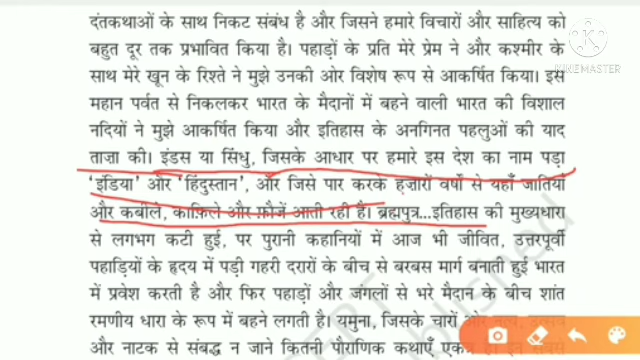 दंतकथाओं के साथ निकट संबंध है और जिसने हमारे विचारों और साहित्य को
बहुत दूर तक प्रभावित किया है। पहाड़ों के प्रति मेरे प्रेम ने और कश्मीर के
साथ मेरे खून के रिश्ते ने मुझे उनकी ओर विशेष रूप से आकर्षित किया। इस
महान पर्वत से निकलकर भारत के मैदानों में बहने वाली भारत की विशाल
नदियों ने मुझे आकर्षित किया और इतिहास के अनगिनत पहलुओं की याद
ताज़ा की। इंडस या सिंधु, जिसके आधार पर हमारे इस देश का नाम पड़ा
'इंडिया' और 'हिंदुस्तान', और जिसे पार करके हज़ारों वर्षों से यहाँ जातियाँ
और कबीले, काफ़िले और फ़ौजें आती रही हैं। ब्रह्मपुत्र...इतिहास की मुख्यधारा
से लगभग कटी हुई, पर पुरानी कहानियों में आज भी जीवित, उत्तरपूर्वी
पहाड़ियों के हृदय में पड़ी गहरी दरारों के बीच से बरबस मार्ग बनाती हुई भारत
में प्रवेश करती है और फिर पहाड़ों और जंगलों से भरे मैदान के बीच शांत
रमणीय धारा के रूप में बहने लगती है। यमुना, जिसके चारों ओर
और नाटक से संबद्ध न जाने कितनी पौराणिक कथाएँ
KINEMASTER